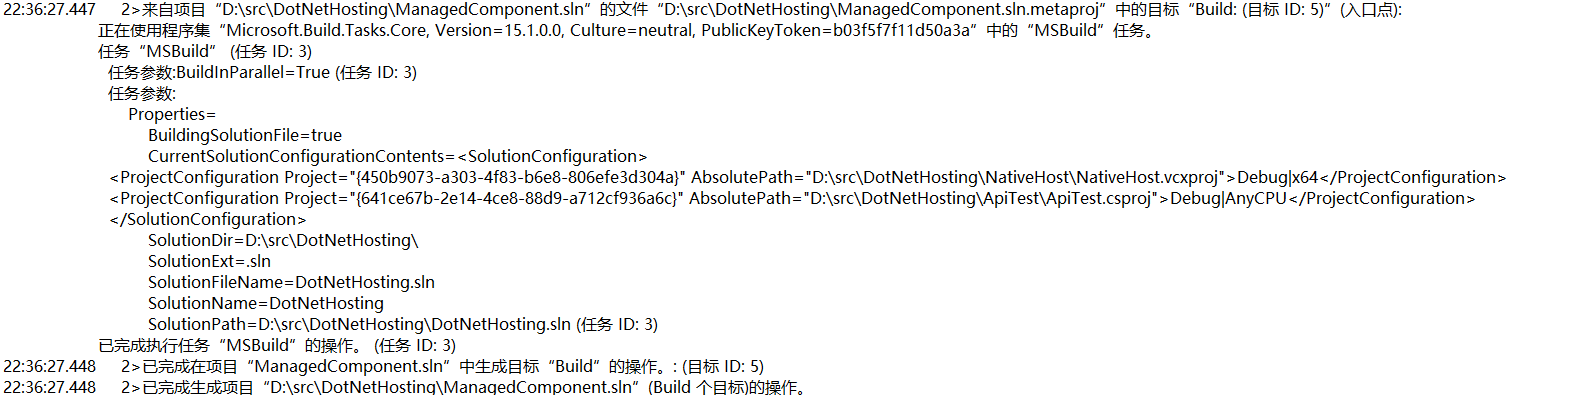 22:36:27.447 2>来自项目“D:\src\DotNetHosting\ManagedComponent.sln”的文件“D:\src\DotNetHosting\ManagedComponent.sln.metaproj”中的目标“Build: (目标 ID: 5)”(入口点):
正在使用程序集“Microsoft.Build.Tasks.Core, Version=15.1.0.0, Culture=neutral, PublicKeyToken=b03f5f7f11d50a3a”中的“MSBuild”任务。
任务“MSBuild” (任务 ID: 3)
任务参数:BuildInParallel=True (任务 ID: 3)
任务参数:
Properties=
BuildingSolutionFile=true
CurrentSolutionConfigurationContents=<SolutionConfiguration>
<ProjectConfiguration Project="{450b9073-a303-4f83-b6e8-806efe3d304a}" AbsolutePath="D:\src\DotNetHosting\NativeHost\NativeHost.vcxproj">Debug|x64</ProjectConfiguration>
<ProjectConfiguration Project="{641ce67b-2e14-4ce8-88d9-a712cf936a6c}" AbsolutePath="D:\src\DotNetHosting\ApiTest\ApiTest.csproj">Debug|AnyCPU</ProjectConfiguration>
</SolutionConfiguration>
SolutionDir=D:\src\DotNetHosting\
SolutionExt=.sln
SolutionFileName=DotNetHosting.sln
SolutionName=DotNetHosting
SolutionPath=D:\src\DotNetHosting\DotNetHosting.sln (任务 ID: 3)
已完成执行任务“MSBuild”的操作。 (任务 ID: 3)
22:36:27.448 2>已完成在项目“ManagedComponent.sln”中生成目标“Build”的操作。: (目标 ID: 5)
22:36:27.448 2>已完成生成项目“D:\src\DotNetHosting\ManagedComponent.sln”(Build 个目标)的操作。